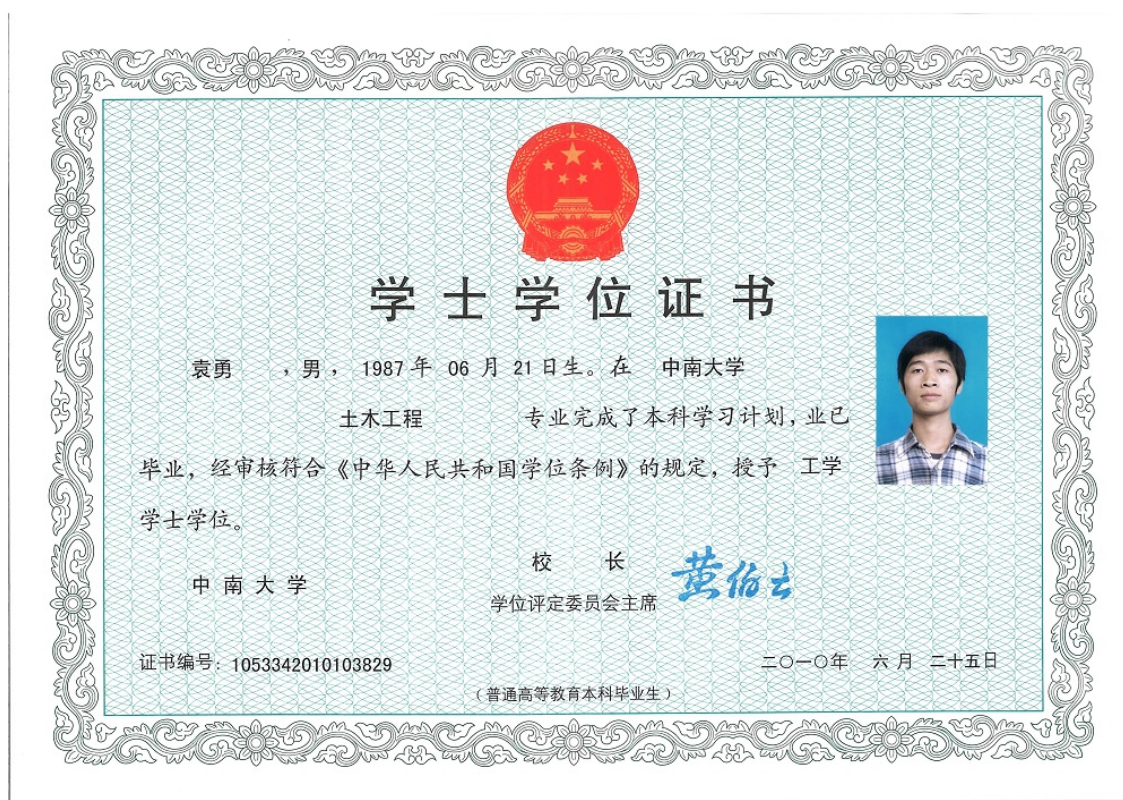 学士学位证书
袁勇 ，男，1987年 06 月 21日生。在 中南大学
土木工程 专业完成了本科学习计划，业已
毕业，经审核符合《中华人民共和国学位条例》的规定，授予 工学
学士学位。
校 长 黄伯云
中南大学
学位评定委员会主席
证书编号：1053342010103829
二〇一〇年 六月 二十五日
（普通高等教育本科毕业生）